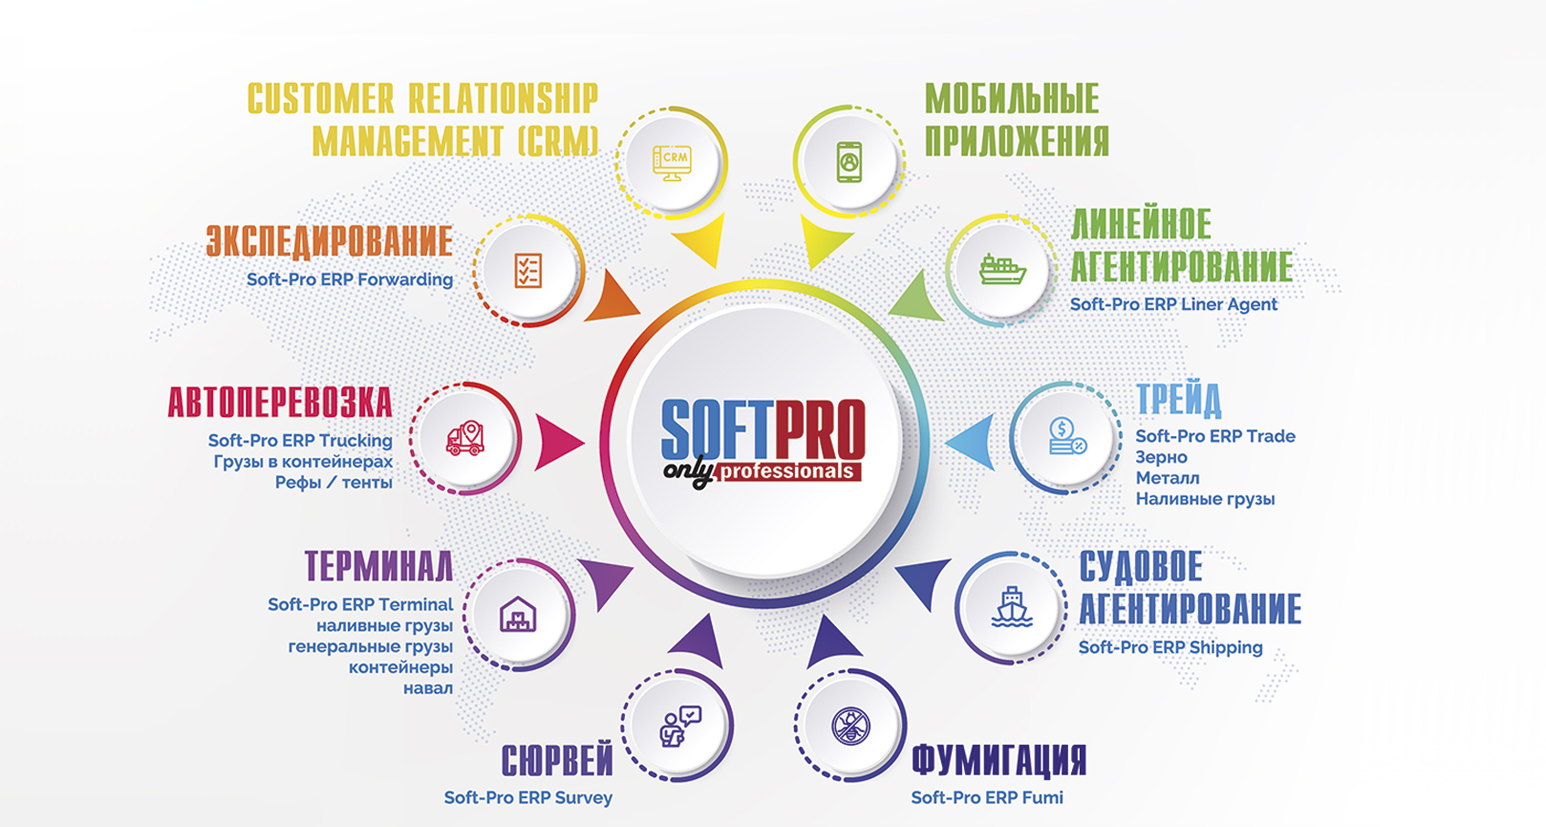 CUSTOMER RELATIONSHIP
MANAGEMENT (CRM)
CRM
МОБИЛЬНЫЕ
ПРИЛОЖЕНИЯ
ЭКСПЕДИРОВАНИЕ
Soft-Pro ERP Forwarding
ЛИНЕЙНОЕ
АГЕНТИРОВАНИЕ
Soft-Pro ERP Liner Agent
АВТОПЕРЕВОЗКА
Soft-Pro ERP Trucking
Грузы в контейнерах
Рефы / тенты
SOFTPRO
only professionals
ТРЕЙД
Soft-Pro ERP Trade
Зерно
Металл
Наливные грузы
ТЕРМИНАЛ
Soft-Pro ERP Terminal
наливные грузы
генеральные грузы
контейнеры
навал
СУДОВОЕ
АГЕНТИРОВАНИЕ
Soft-Pro ERP Shipping
СЮРВЕЙ
Soft-Pro ERP Survey
ФУМИГАЦИЯ
Soft-Pro ERP Fumi